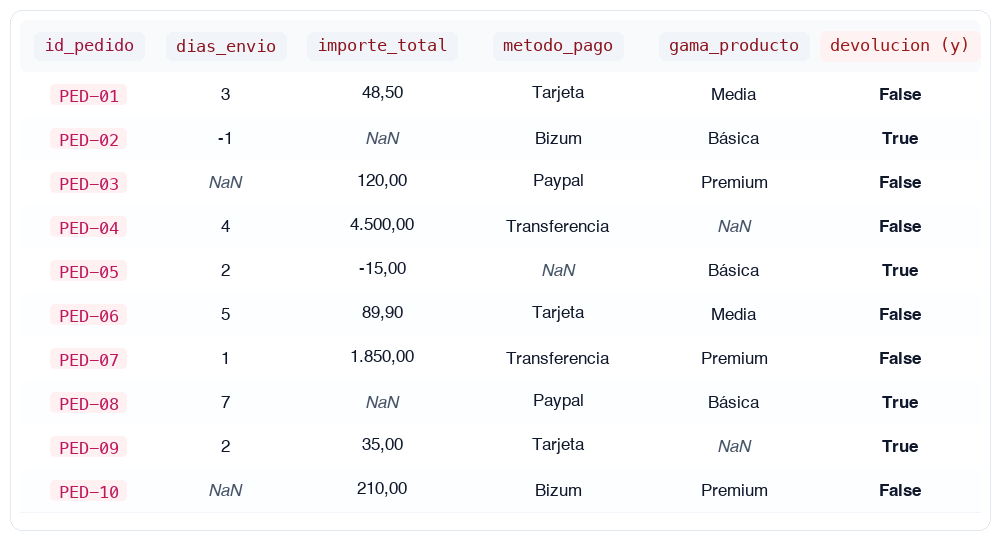 id_pedido dias_envio importe_total metodo_pago gama_producto devolucion (y)
PED-01 3 48,50 Tarjeta Media False
PED-02 -1 NaN Bizum Básica True
PED-03 NaN 120,00 Paypal Premium False
PED-04 4 4.500,00 Transferencia NaN False
PED-05 2 -15,00 NaN Básica True
PED-06 5 89,90 Tarjeta Media False
PED-07 1 1.850,00 Transferencia Premium False
PED-08 7 NaN Paypal Básica True
PED-09 2 35,00 Tarjeta NaN True
PED-10 NaN 210,00 Bizum Premium False